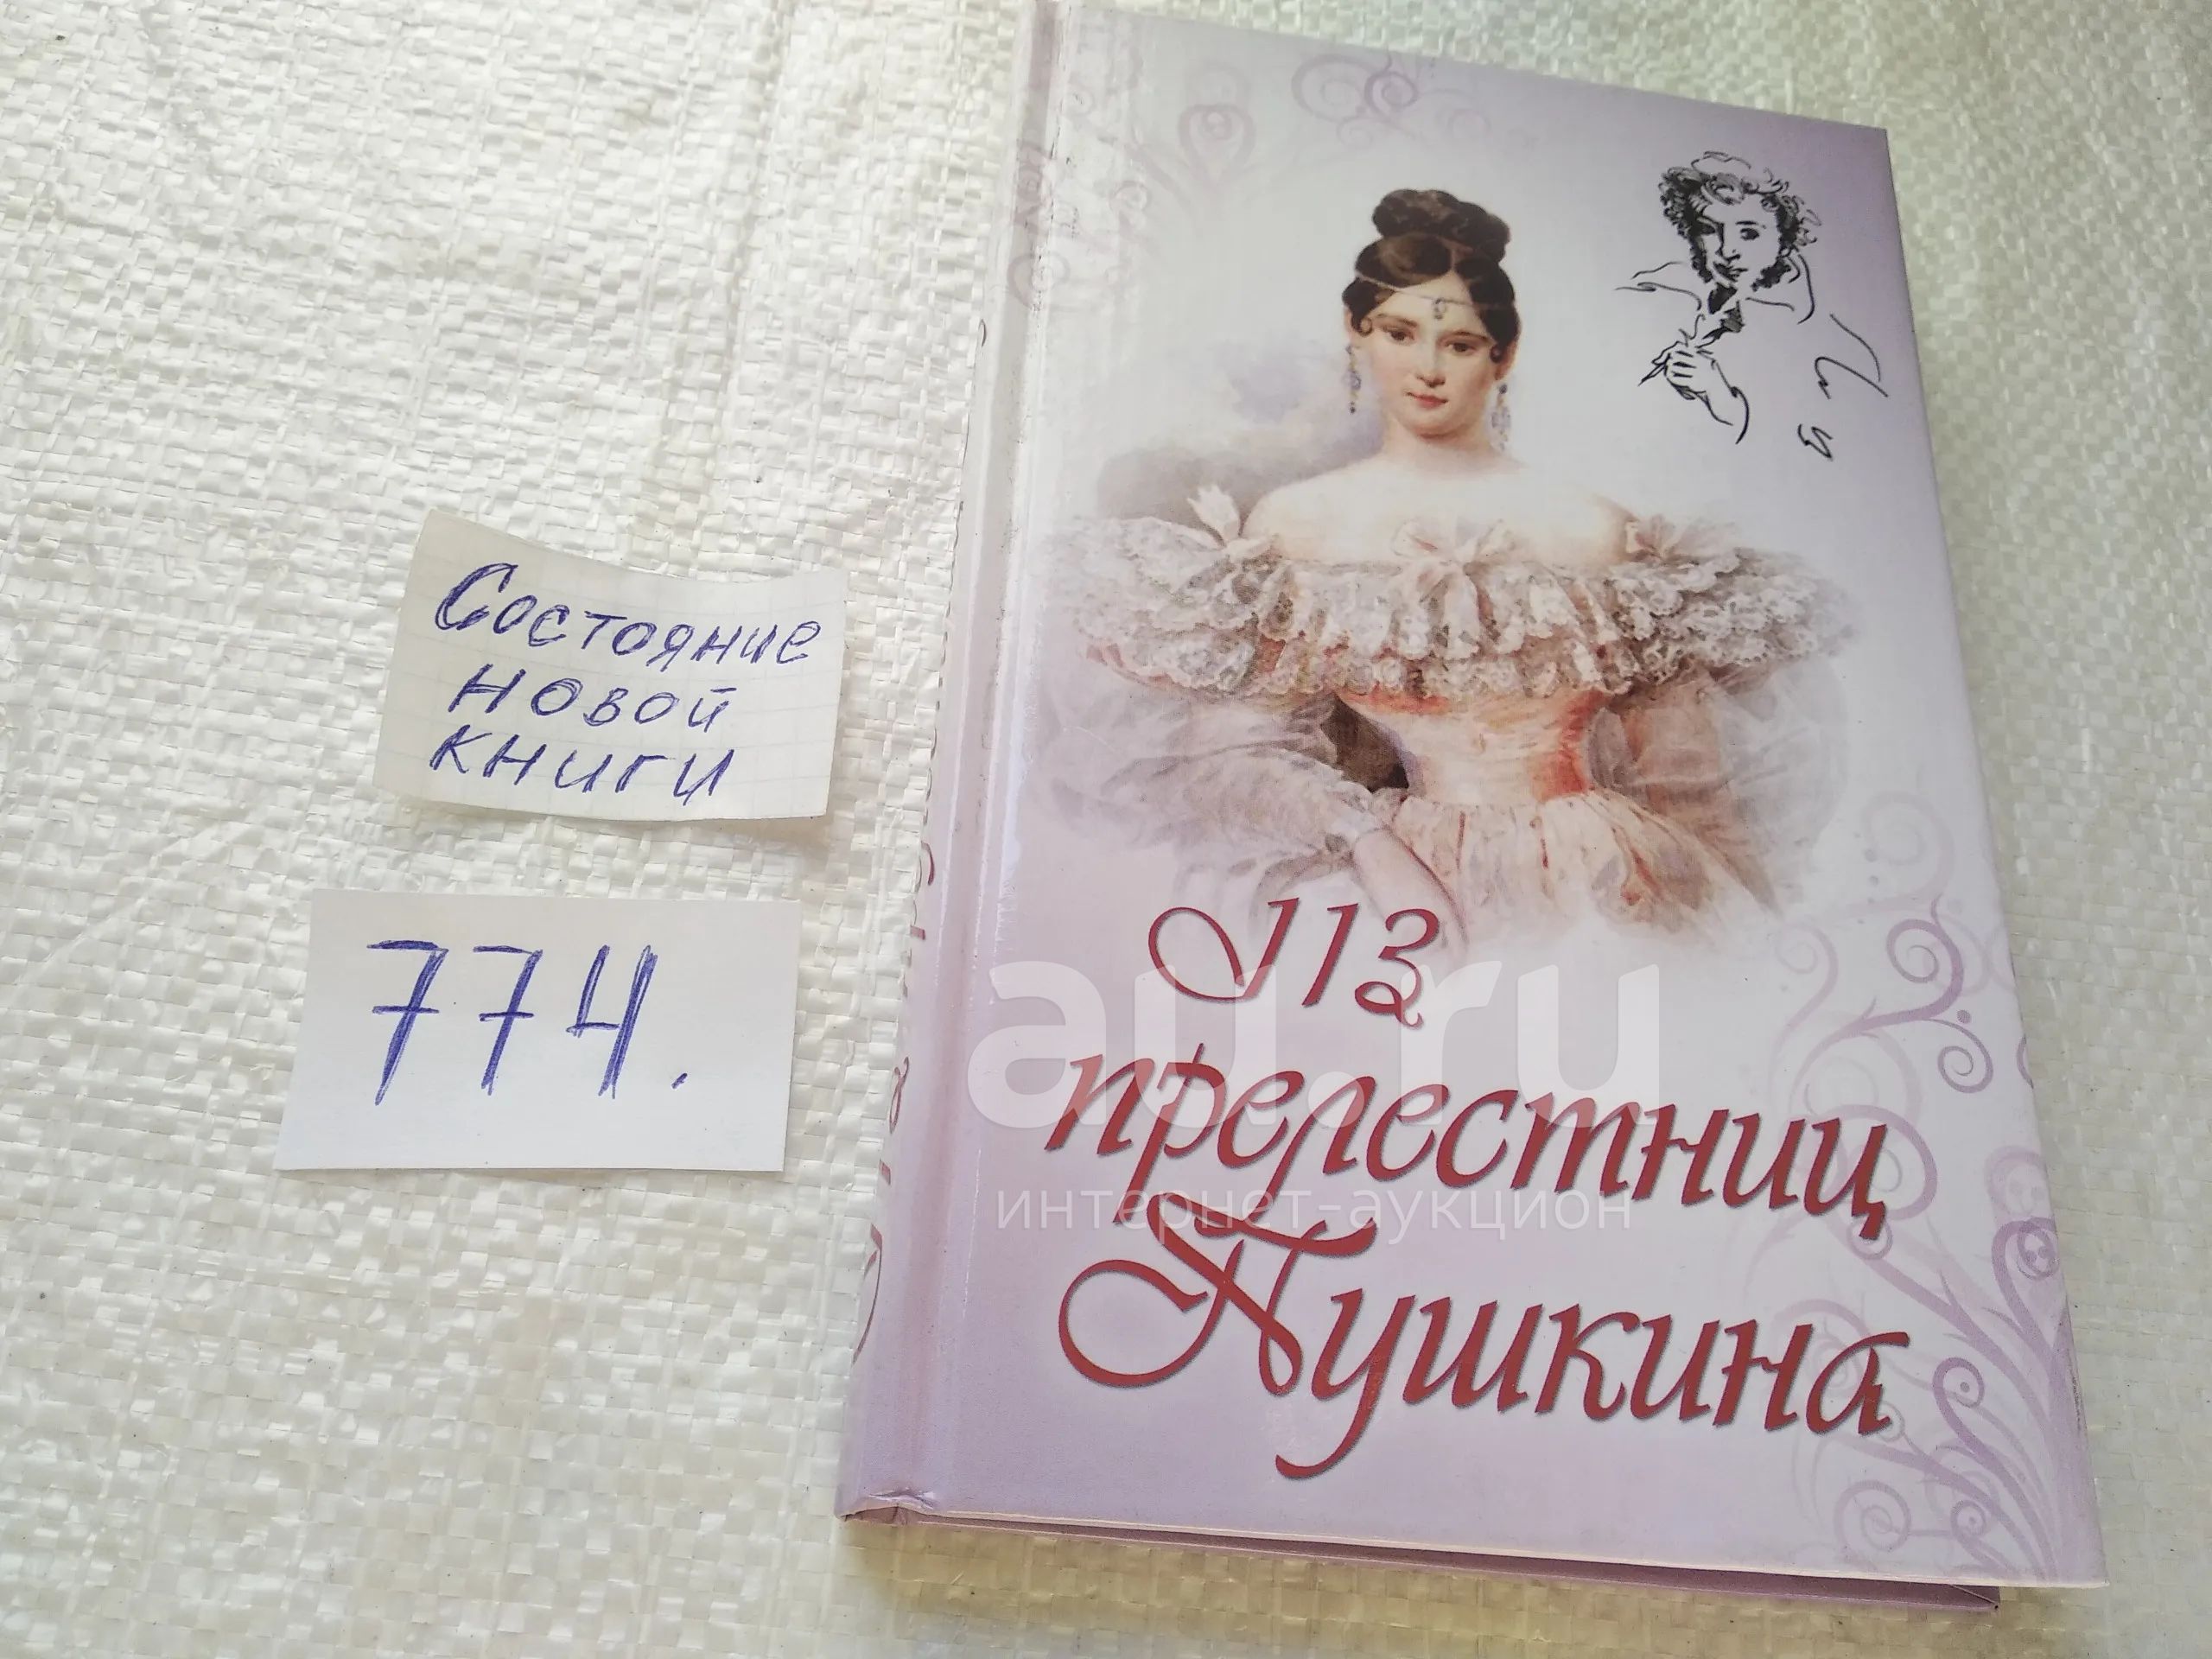 Состояние
новой
книги
774.
113
прелестниц
Пушкина
au.ru
интернет-аукцион